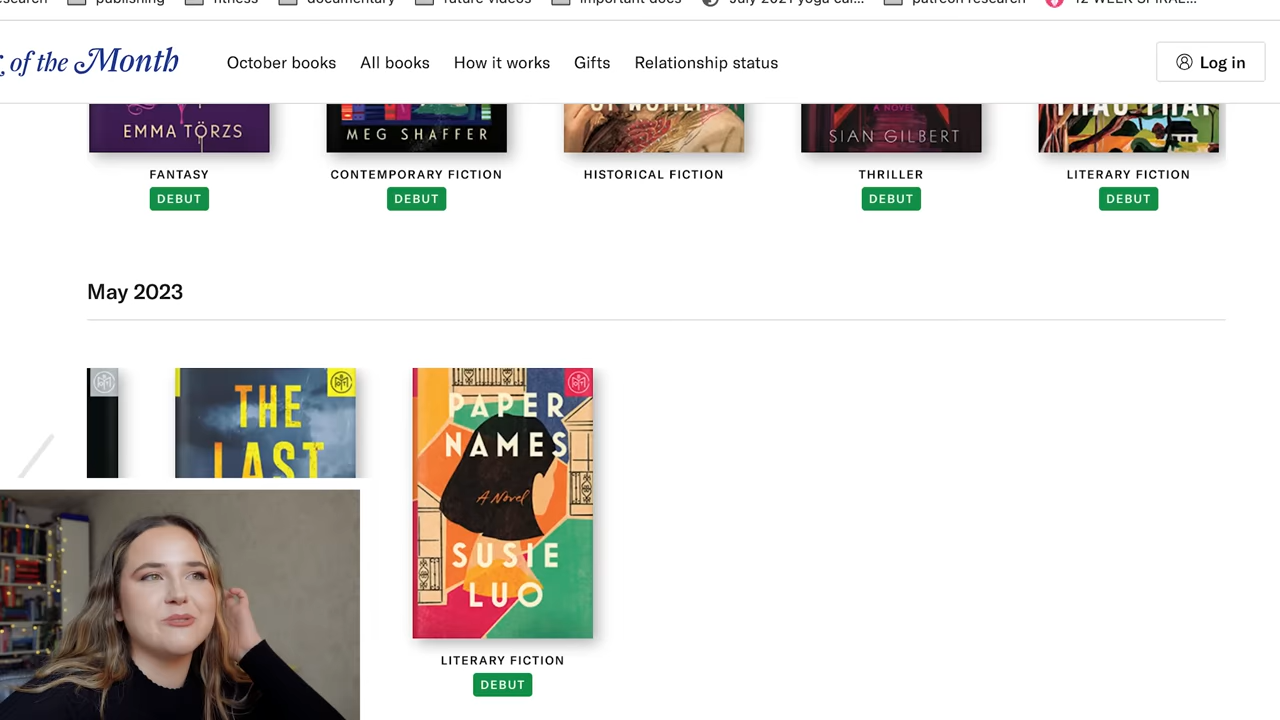 publishing
of the Month
October books All books How it works Gifts Relationship status Log in
EMMA TÖRZS
MEG SHAFFER
A NOVEL
SIAN GILBERT
FANTASY CONTEMPORARY FICTION HISTORICAL FICTION THRILLER LITERARY FICTION
DEBUT DEBUT DEBUT DEBUT
May 2023
THE
LAST
PAPER
NAMES
A Novel
SUSIE
LUO
LITERARY FICTION
DEBUT